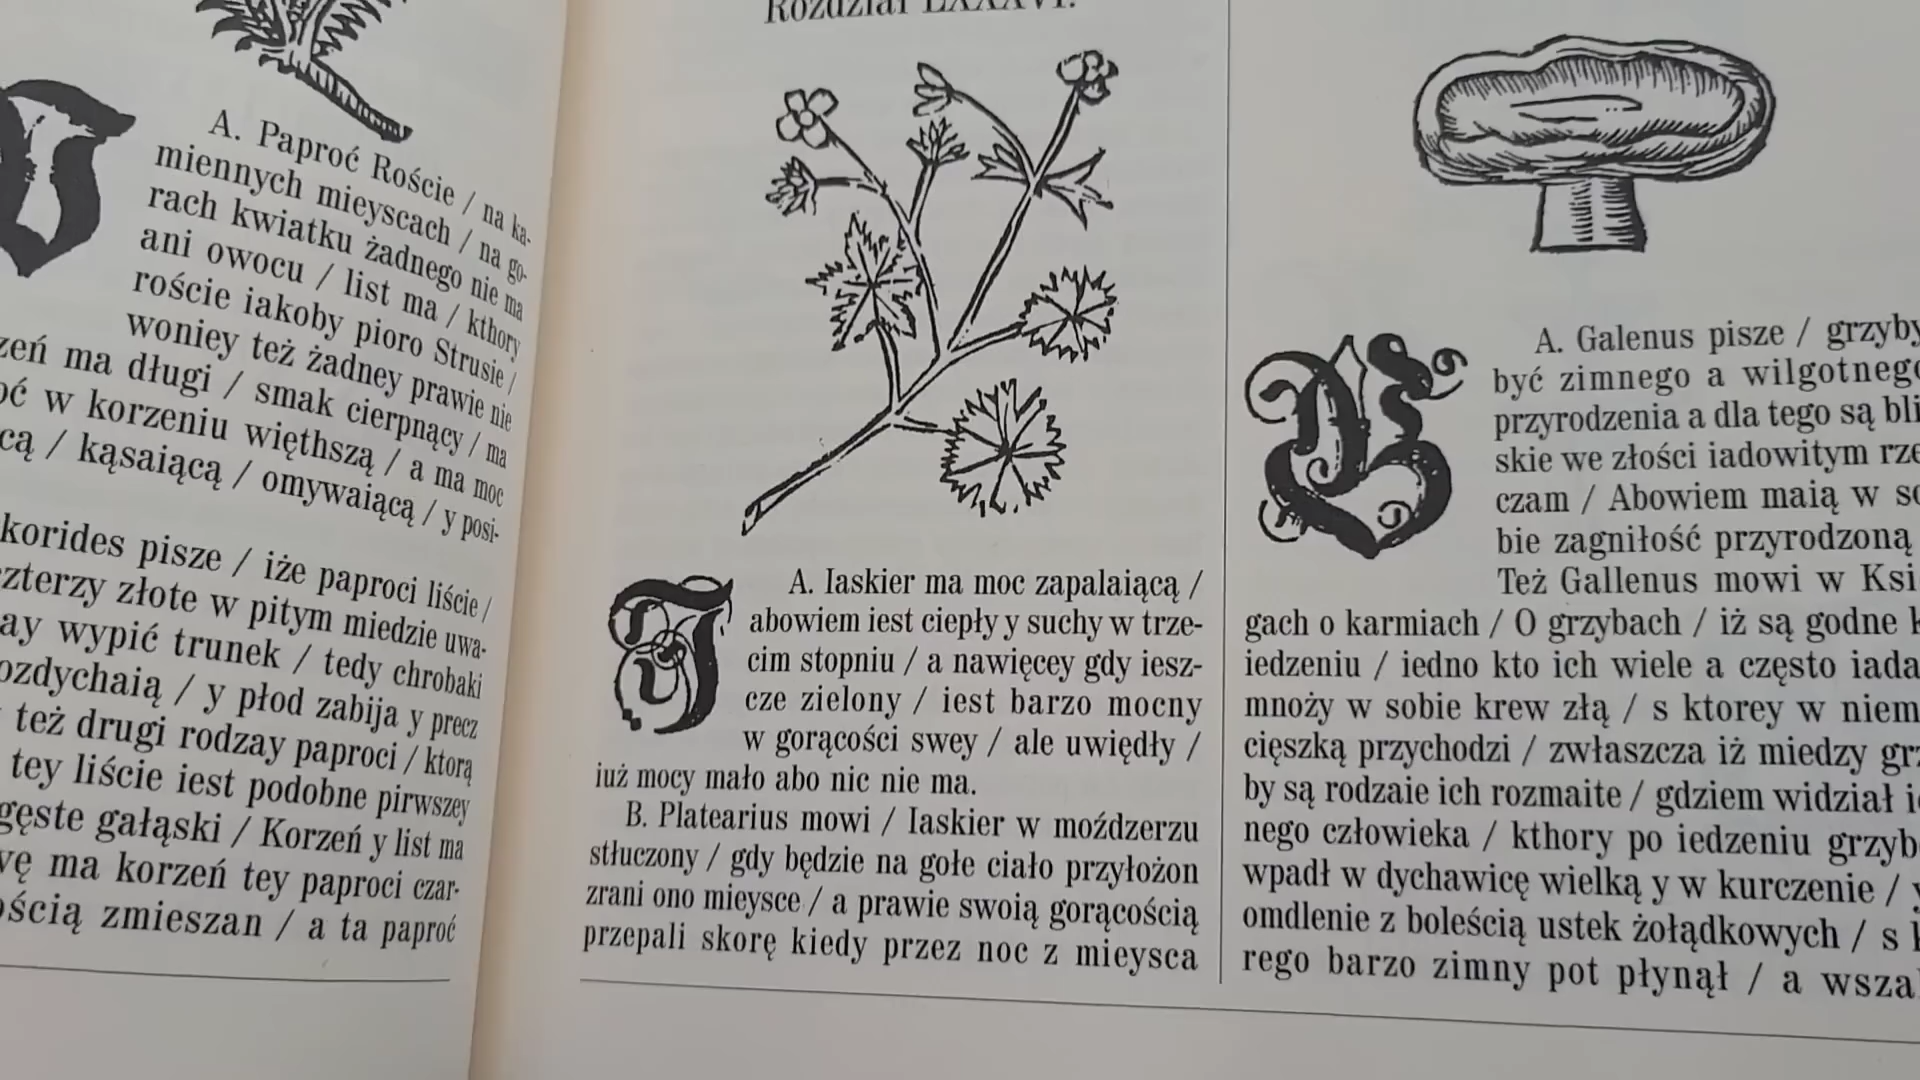 A. Paproć Roście / na ka-
miennych mieyscach / na go-
rach kwiatku żadnego nie ma
ani owocu / list ma / kthory
roście iakoby pioro Strusie /
woniey też żadney prawie nie
ma długi / smak cierpnący / ma
w korzeniu więthszą / a ma moc
/ kąsaiącą / omywaiącą / y posi-
pisze / iże paproci liście /
złote w pitym miedzie uwa-
wypić trunek / tedy chrobaki
/ y płod zabija y precz
też drugi rodzay paproci / ktorą
tey liście iest podobne pirwszey
gęste gałąski / Korzeń y list ma
ma korzeń tey paproci czar-
zmieszan / a ta paproć
Rozdział LXXXVI.
A. Iaskier ma moc zapalaiącą /
abowiem iest ciepły y suchy w trze-
cim stopniu / a nawięcey gdy iesz-
cze zielony / iest barzo mocny
w gorącości swey / ale uwiędły /
iuż mocy mało abo nic nie ma.
B. Platearius mowi / Iaskier w moździerzu
stłuczony / gdy będzie na gołe ciało przyłożon
zrani ono mieysce / a prawie swoią gorącością
przepali skorę kiedy przez noc z mieysca
A. Galenus pisze / grzyby
być zimnego a wilgotnego
przyrodzenia a dla tego są bli
skie we złości iadowitym rze
czam / Abowiem maią w so
bie zagniłość przyrodzoną
Też Gallenus mowi w Ksi
gach o karmiach / O grzybach / iż są godne k
iedzeniu / iedno kto ich wiele a często iada
mnoży w sobie krew złą / s ktorey w niem
cięszką przychodzi / zwłaszcza iż miedzy grz
by są rodzaie ich rozmaite / gdziem widział ie
nego człowieka / kthory po iedzeniu grzyb
wpadł w dychawicę wielką y w kurczenie / y
omdlenie z boleścią ustek żołądkowych / s k
rego barzo zimny pot płynął / a wsza